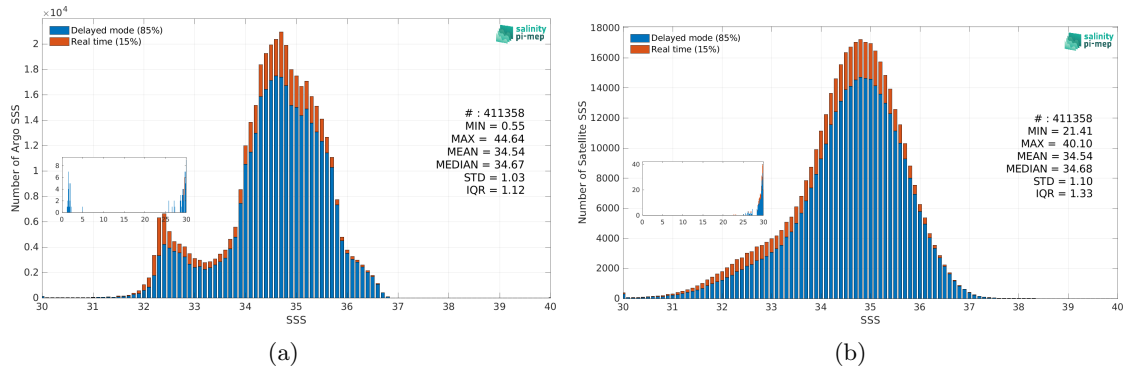 ×10^4
Delayed mode (85%)
Real time (15%)
salinity
pi-mep
Number of Argo SSS
2
1.8
1.6
1.4
1.2
1
0.8
0.6
0.4
0.2
0
# : 411358
MIN = 0.55
MAX = 44.64
MEAN = 34.54
MEDIAN = 34.67
STD = 1.03
IQR = 1.12
8
6
4
2
0
0 5 10 15 20 25 30
30 31 32 33 34 35 36 37 38 39 40
SSS
(a)
18000
Delayed mode (85%)
Real time (15%)
salinity
pi-mep
Number of Satellite SSS
16000
14000
12000
10000
8000
6000
4000
2000
0
# : 411358
MIN = 21.41
MAX = 40.10
MEAN = 34.54
MEDIAN = 34.68
STD = 1.10
IQR = 1.33
40
20
0
0 5 10 15 20 25 30
30 31 32 33 34 35 36 37 38 39 40
SSS
(b)